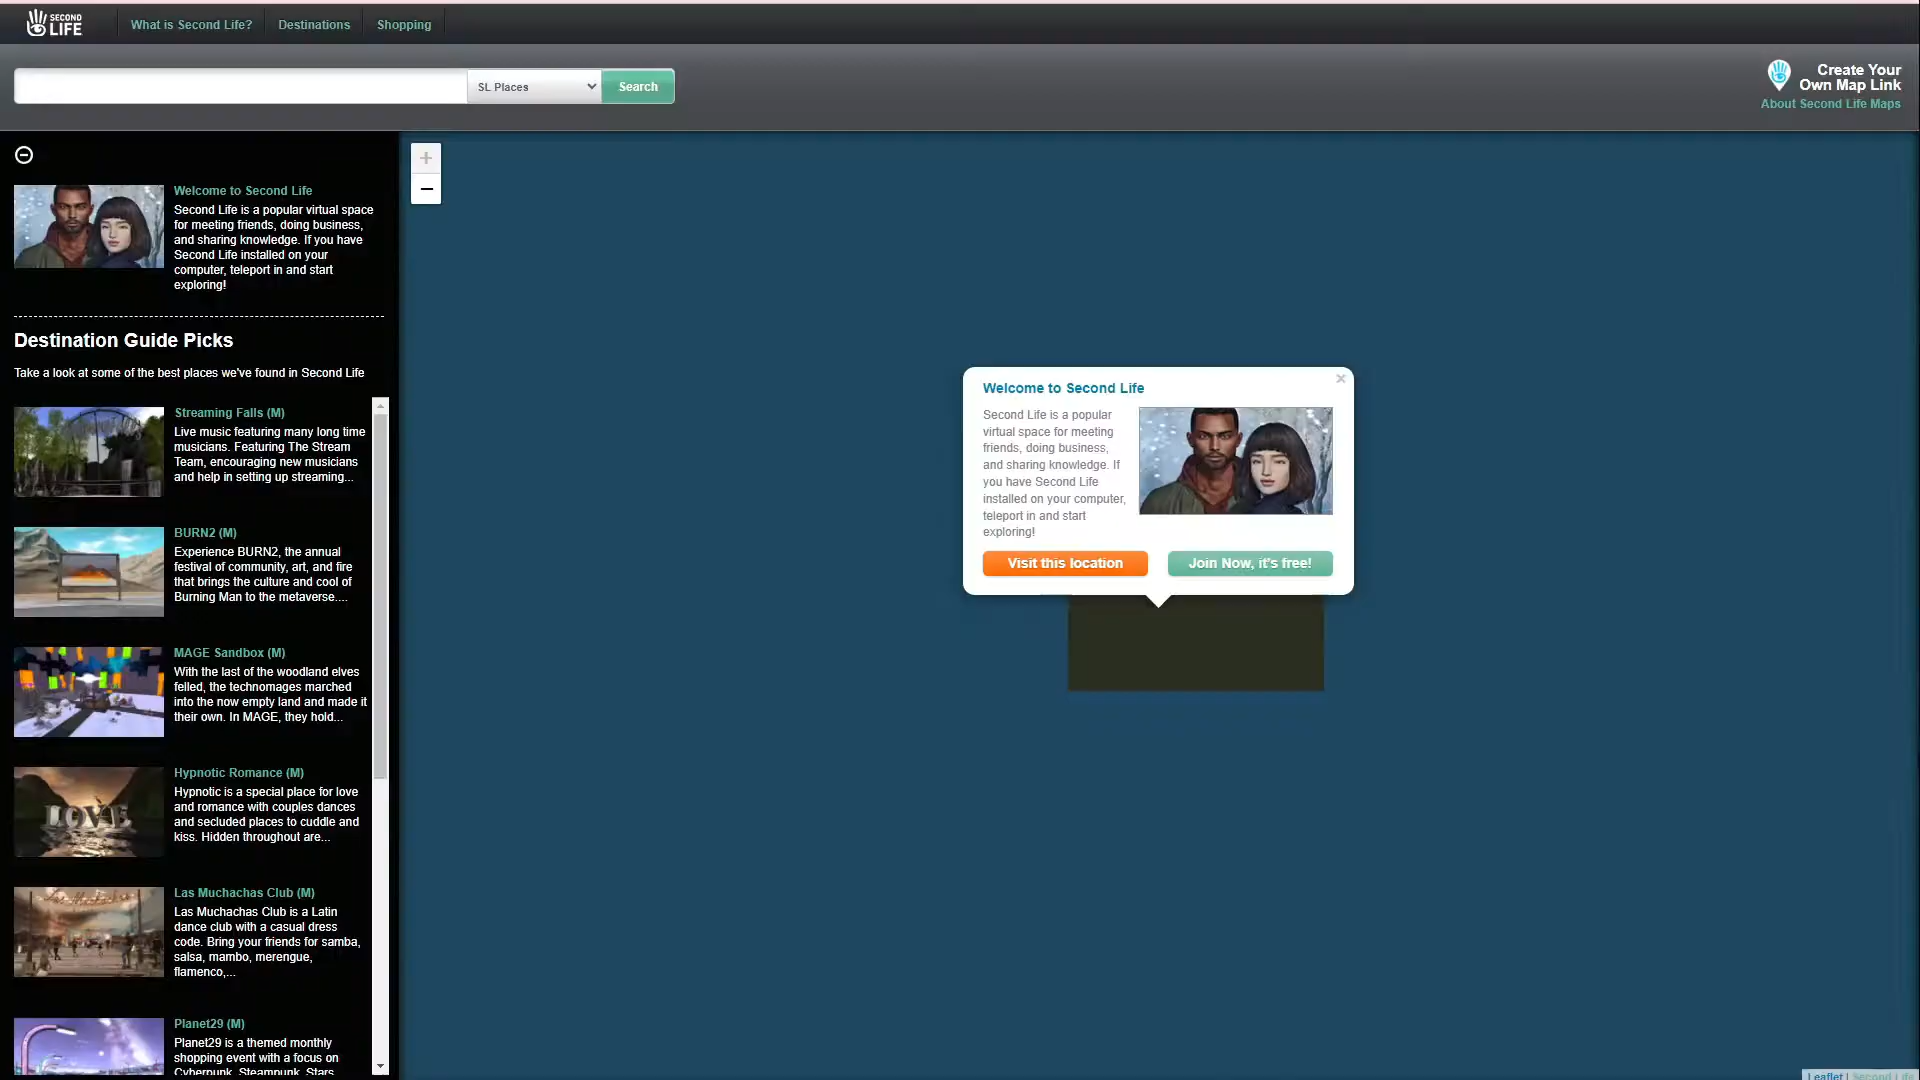 SECOND
LIFE
What is Second Life?
Destinations
Shopping
SL Places
Search
Create Your
Own Map Link
About Second Life Maps
Welcome to Second Life
Second Life is a popular virtual space
for meeting friends, doing business,
and sharing knowledge. If you have
Second Life installed on your
computer, teleport in and start
exploring!
Destination Guide Picks
Take a look at some of the best places we've found in Second Life
Streaming Falls (M)
Live music featuring many long time
musicians. Featuring The Stream
Team, encouraging new musicians
and help in setting up streaming...
BURN2 (M)
Experience BURN2, the annual
festival of community, art, and fire
that brings the culture and cool of
Burning Man to the metaverse....
MAGE Sandbox (M)
With the last of the woodland elves
felled, the technomages marched
into the now empty land and made it
their own. In MAGE, they hold...
LOVE
Hypnotic Romance (M)
Hypnotic is a special place for love
and romance with couples dances
and secluded places to cuddle and
kiss. Hidden throughout are...
Las Muchachas Club (M)
Las Muchachas Club is a Latin
dance club with a casual dress
code. Bring your friends for samba,
salsa, mambo, merengue,
flamenco,...
Planet29 (M)
Planet29 is a themed monthly
shopping event with a focus on
Cyberpunk, Steampunk, Stars
+
−
Welcome to Second Life
×
Second Life is a popular
virtual space for meeting
friends, doing business,
and sharing knowledge. If
you have Second Life
installed on your computer,
teleport in and start
exploring!
Visit this location
Join Now, it's free!
Leaflet | Second Life